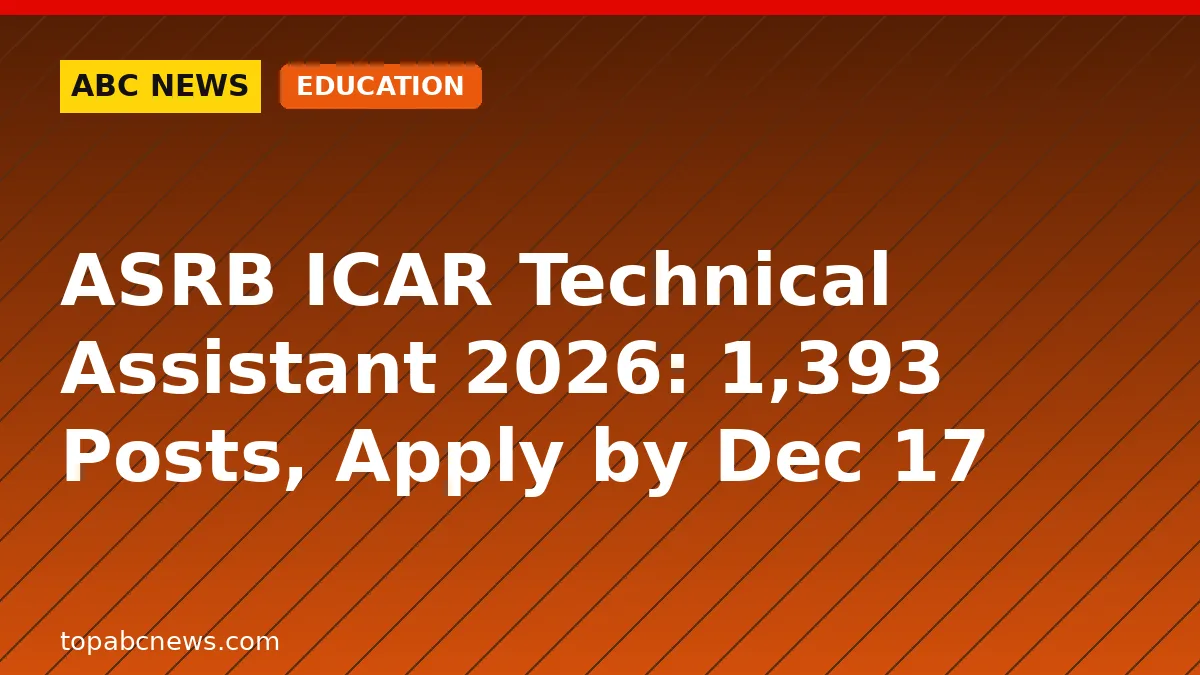 ABC NEWS
EDUCATION
ASRB ICAR Technical
Assistant 2026: 1,393
Posts, Apply by Dec 17
topabcnews.com